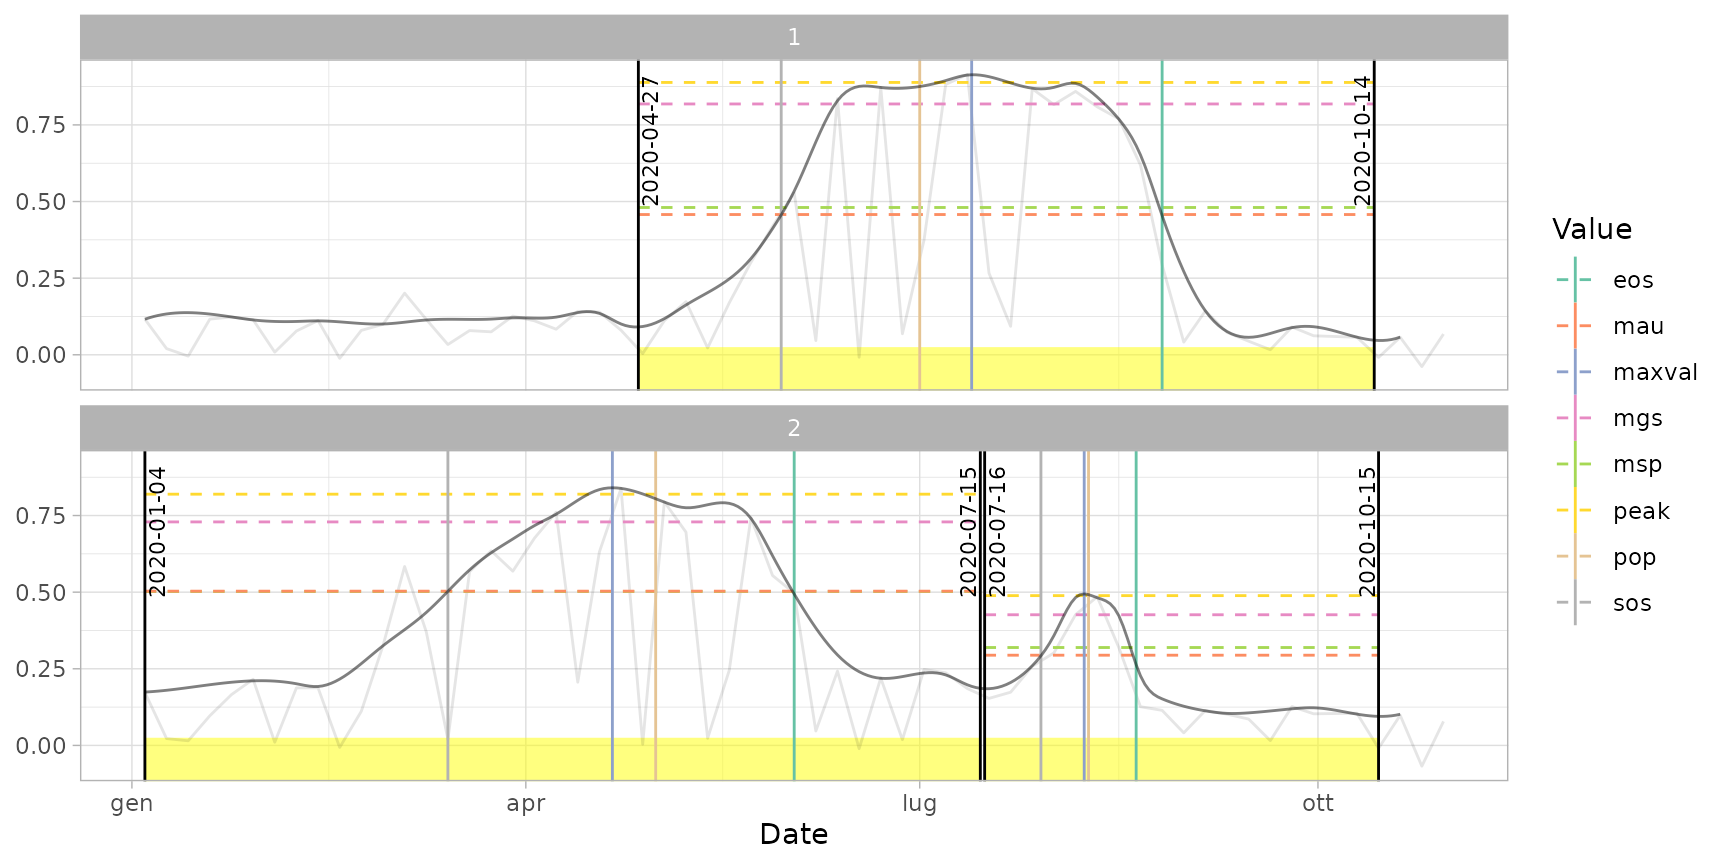 1
0.75
0.50
0.25
0.00
2020-04-27
2020-10-14
2
0.75
0.50
0.25
0.00
2020-01-04
2020-07-15
2020-07-16
2020-10-15
gen
apr
lug
ott
Date
Value
eos
mau
maxval
mgs
msp
peak
pop
sos